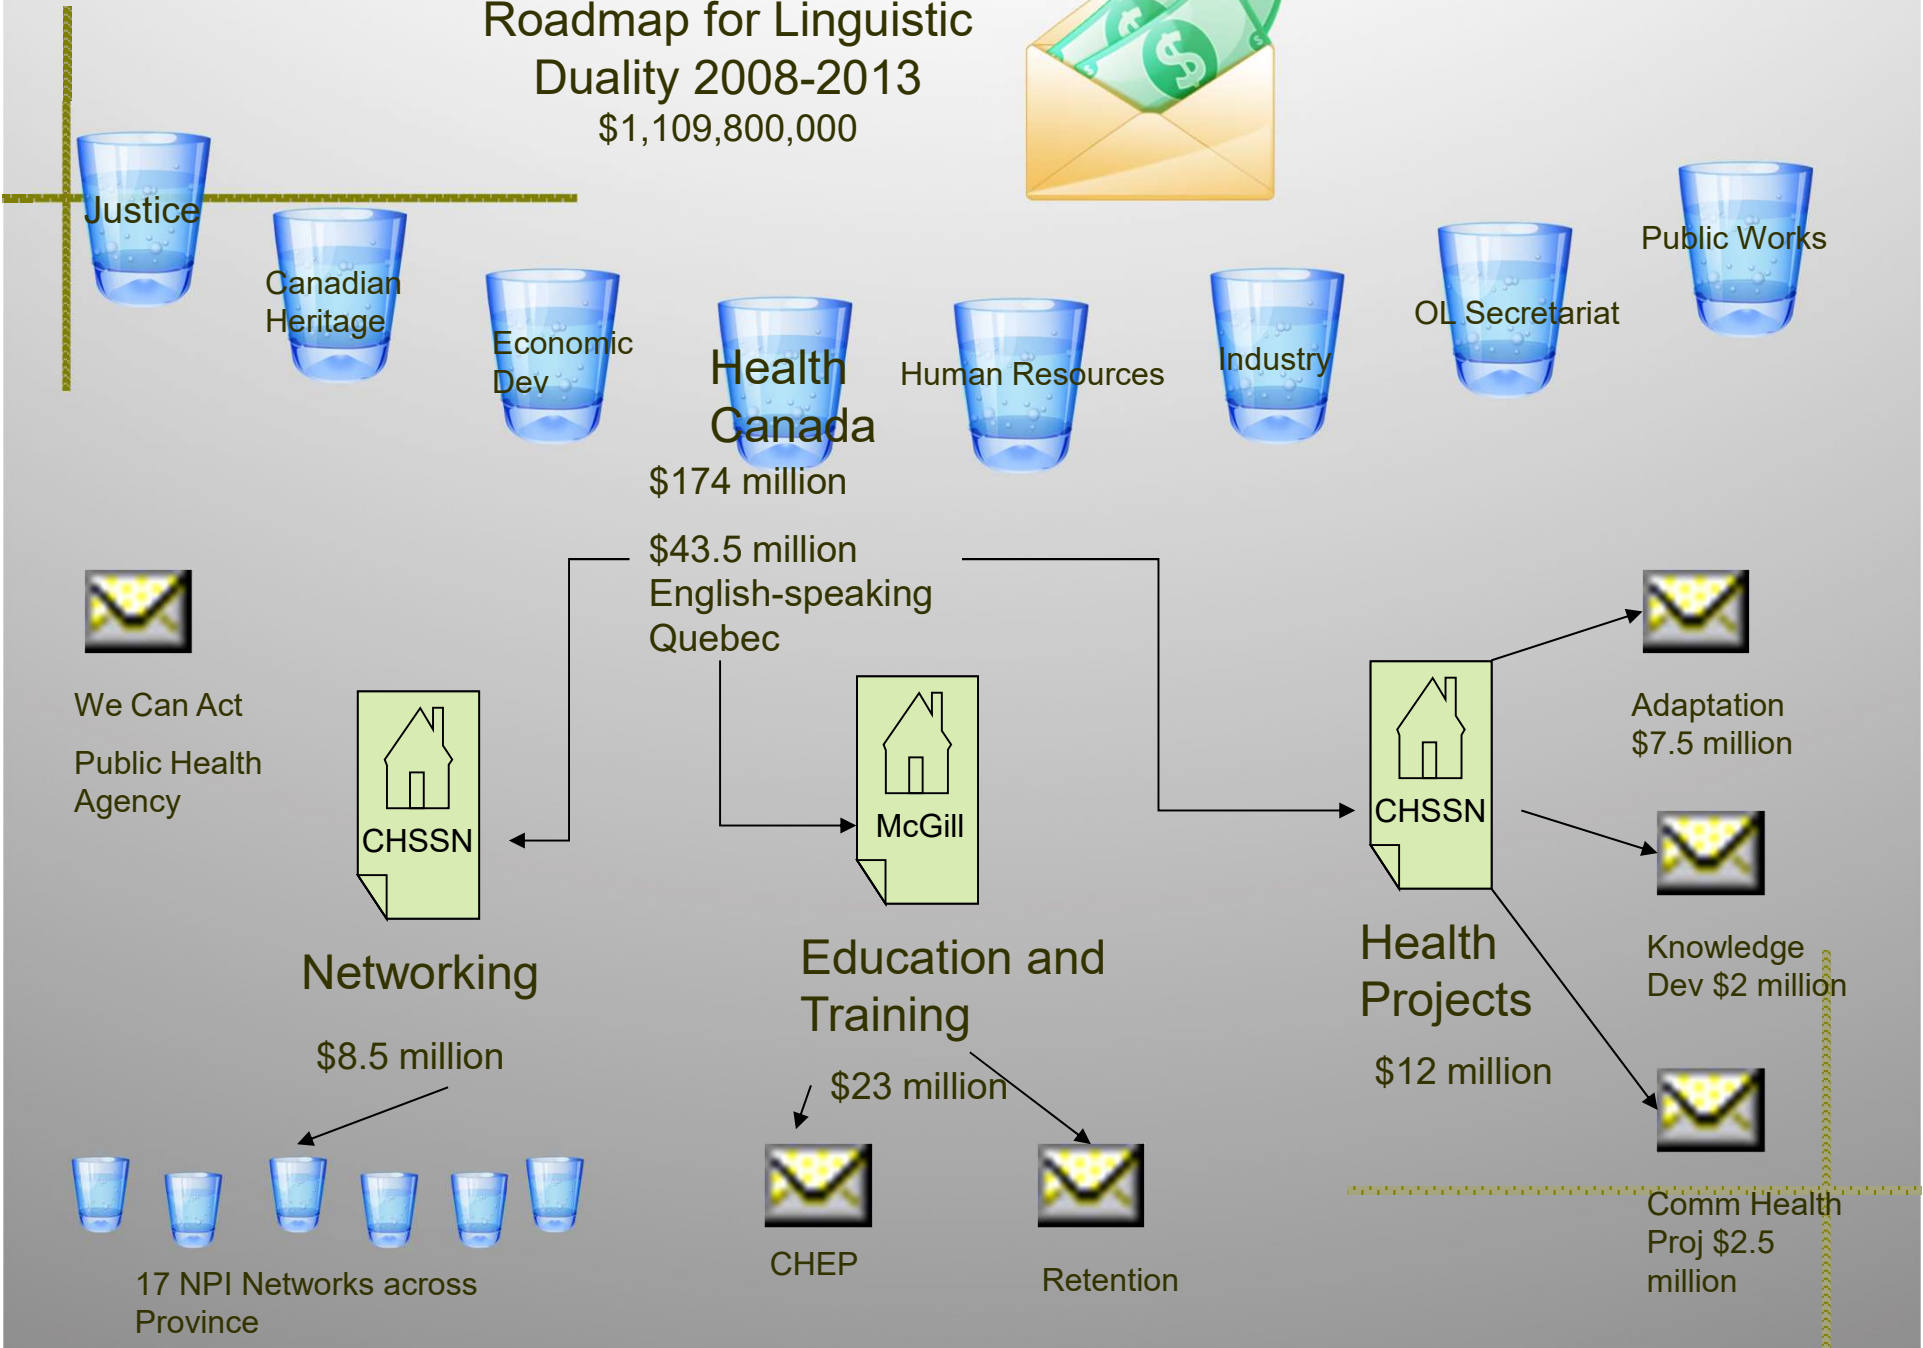 Roadmap for Linguistic
Duality 2008-2013
$1,109,800,000
Justice
Canadian
Heritage
Economic
Dev
Health
Canada
Human Resources
Industry
OL Secretariat
Public Works
$174 million
$43.5 million
English-speaking
Quebec
We Can Act
Public Health
Agency
CHSSN
Networking
$8.5 million
17 NPI Networks across
Province
McGill
Education and
Training
$23 million
CHEP
Retention
CHSSN
Health
Projects
$12 million
Adaptation
$7.5 million
Knowledge
Dev $2 million
Comm Health
Proj $2.5
million